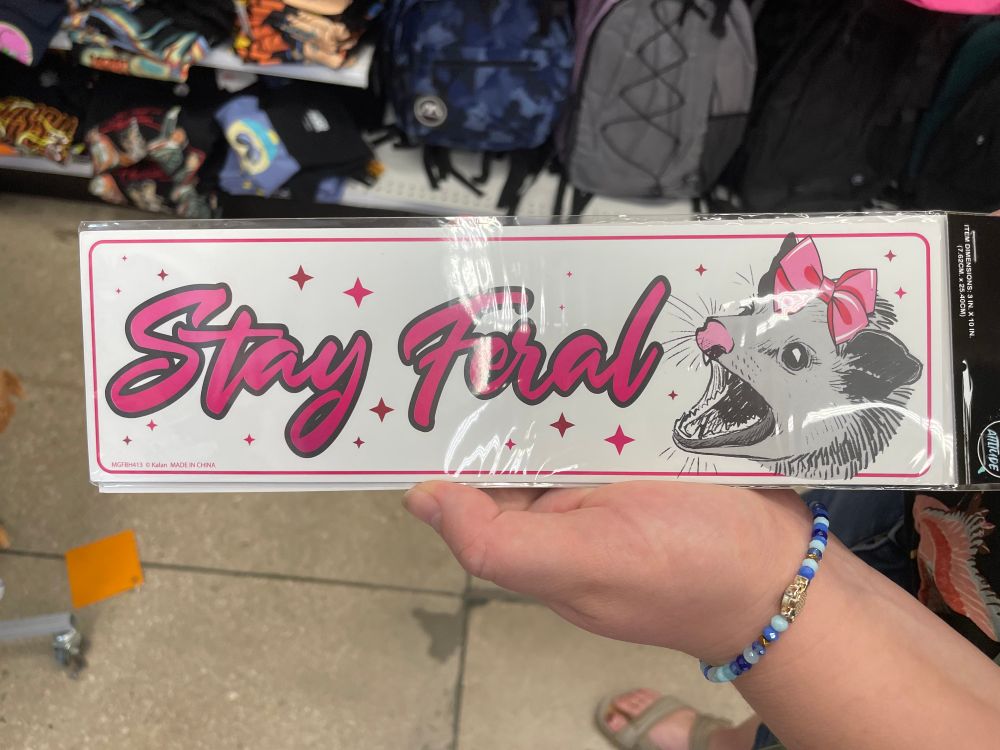 Stay Feral
MGFBH413 © Kalan MADE IN CHINA
ITEM DIMENSIONS: 3 IN. X 10 IN.
(7.62CM. x 25.40CM)